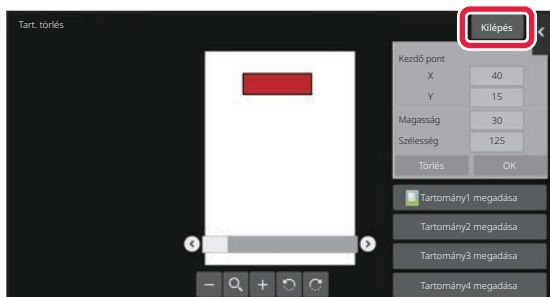 Tart. törlés
Kilépés
Kezdő pont
X 40
Y 15
Magasság 30
Szélesség 125
Törlés OK
Tartomány1 megadása
Tartomány2 megadása
Tartomány3 megadása
Tartomány4 megadása